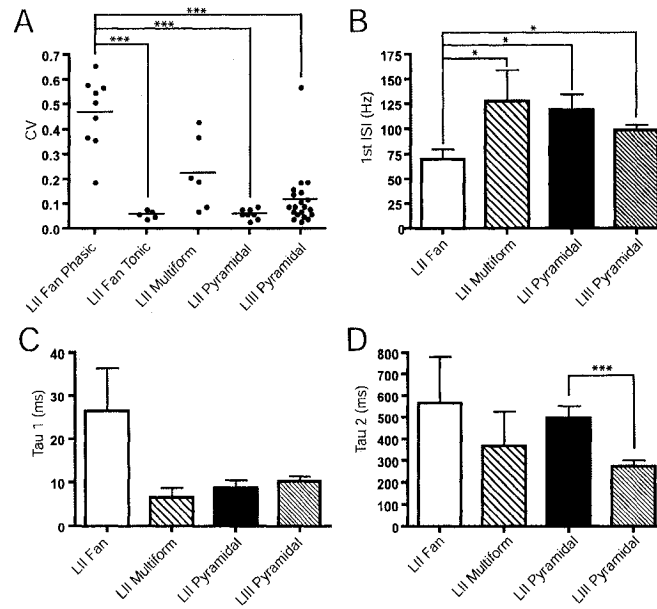 A
***
***
***
CV
0.7
0.6
0.5
0.4
0.3
0.2
0.1
0.0
LII Fan Phasic
LII Fan Tonic
LII Multiform
LII Pyramidal
LIII Pyramidal
B
*
*
*
1st ISI (Hz)
175
150
125
100
75
50
25
0
LII Fan
LII Multiform
LII Pyramidal
LIII Pyramidal
C
Tau 1 (ms)
40
30
20
10
0
LII Fan
LII Multiform
LII Pyramidal
LIII Pyramidal
D
***
Tau 2 (ms)
800
700
600
500
400
300
200
100
0
LII Fan
LII Multiform
LII Pyramidal
LIII Pyramidal